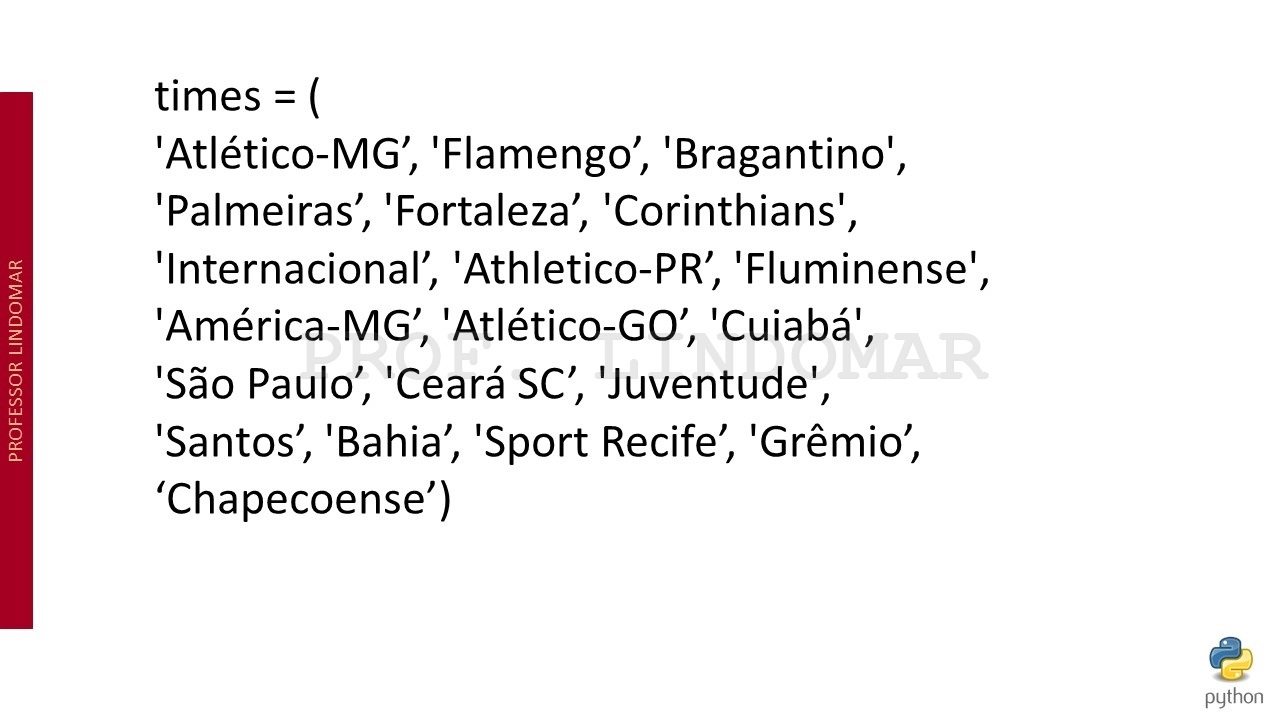 times = (
'Atlético-MG’, 'Flamengo’, 'Bragantino',
'Palmeiras’, 'Fortaleza’, 'Corinthians',
'Internacional’, 'Athletico-PR’, 'Fluminense',
'América-MG’, 'Atlético-GO’, 'Cuiabá',
'São Paulo’, 'Ceará SC’, 'Juventude',
'Santos’, 'Bahia’, 'Sport Recife’, 'Grêmio’,
‘Chapecoense’)
PROF. LINDOMAR
PROFESSOR LINDOMAR
python